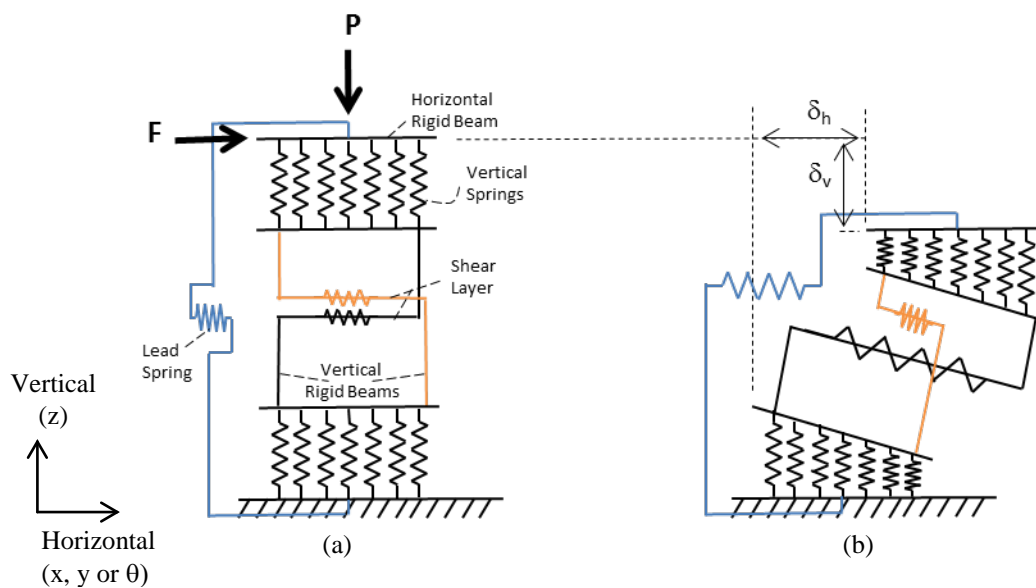 P
F
Horizontal
Rigid Beam
Vertical
Springs
Shear
Layer
Lead
Spring
Vertical
Rigid Beams
Vertical
(z)
Horizontal
(x, y or θ)
(a)
δh
δv
(b)